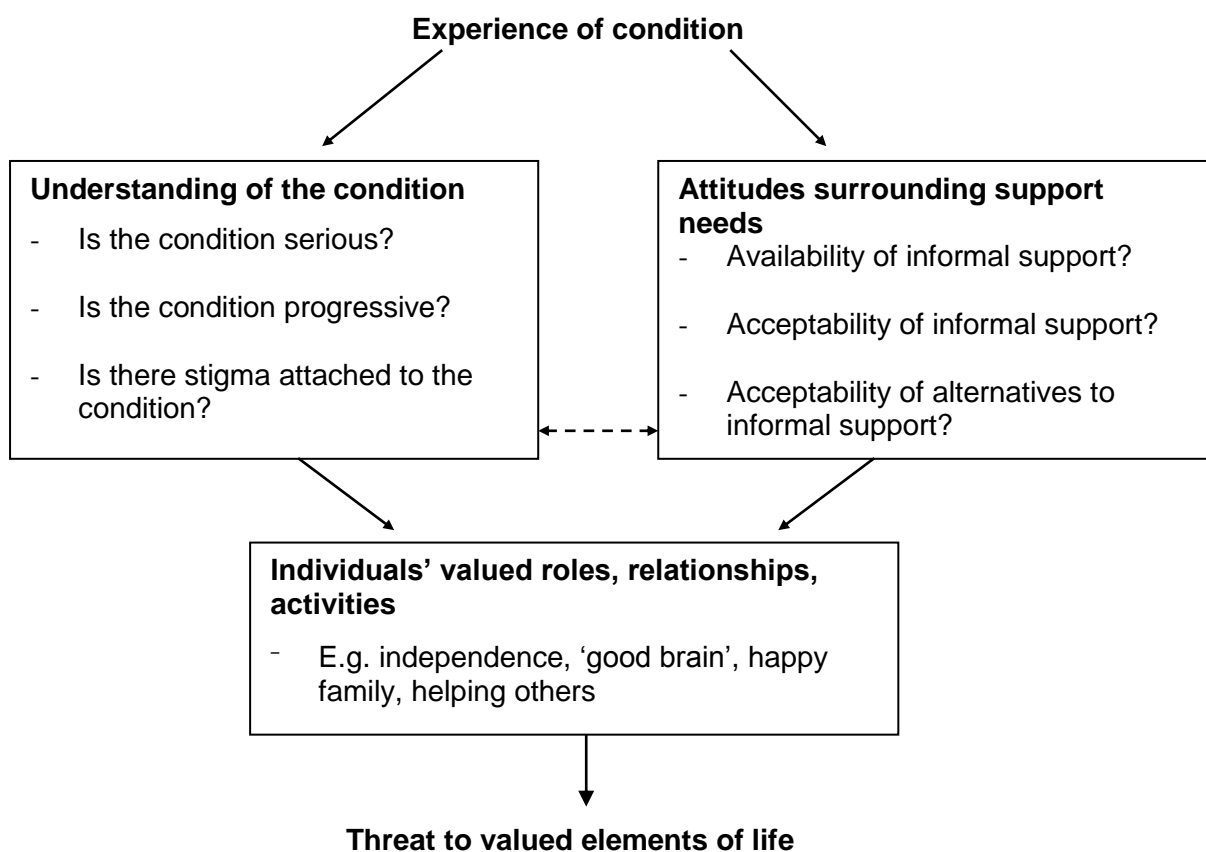 Experience of condition
Understanding of the condition
- Is the condition serious?
- Is the condition progressive?
- Is there stigma attached to the
condition?
Attitudes surrounding support
needs
- Availability of informal support?
- Acceptability of informal support?
- Acceptability of alternatives to
informal support?
Individuals’ valued roles, relationships,
activities
- E.g. independence, ‘good brain’, happy
family, helping others
Threat to valued elements of life